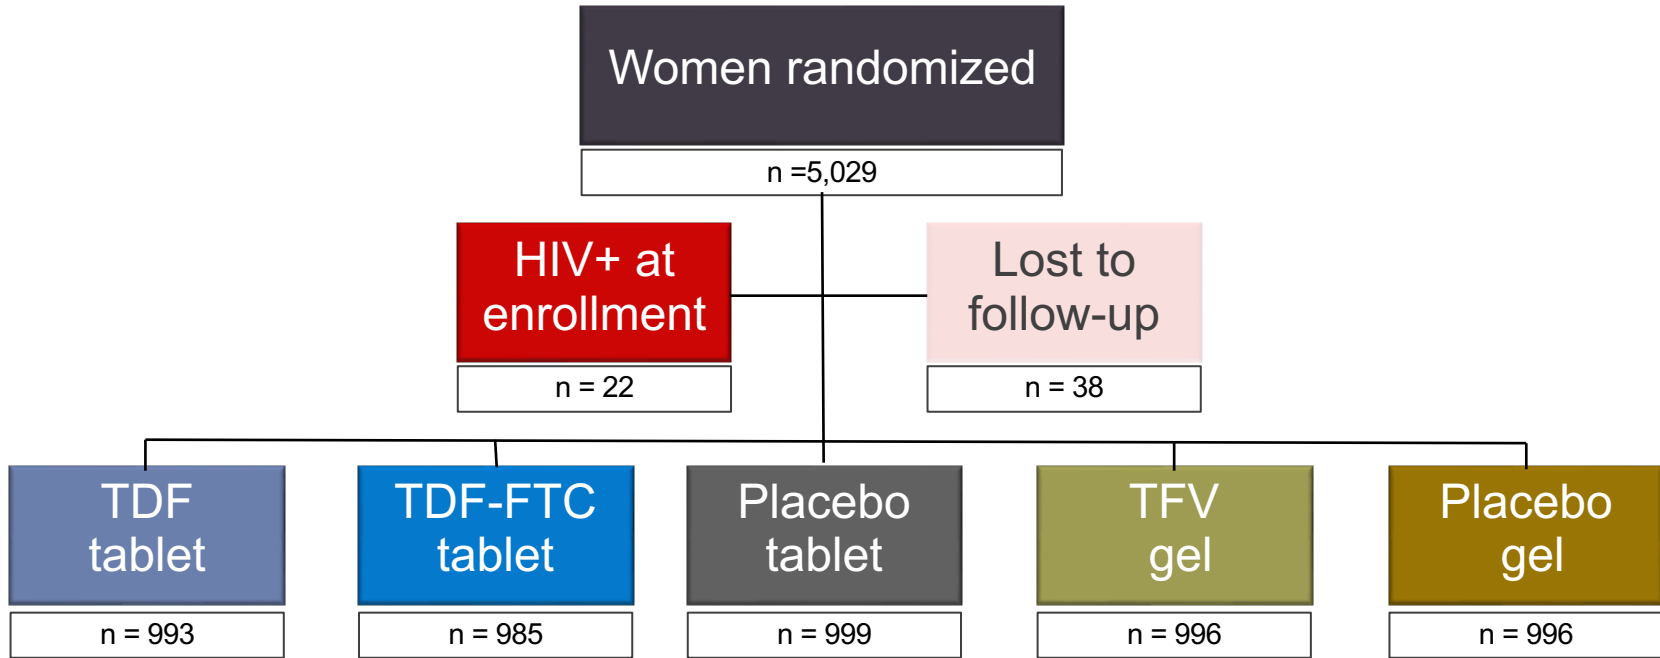 Women randomized
n =5,029
HIV+ at
enrollment
n = 22
Lost to
follow-up
n = 38
TDF
tablet
n = 993
TDF-FTC
tablet
n = 985
Placebo
tablet
n = 999
TFV
gel
n = 996
Placebo
gel
n = 996